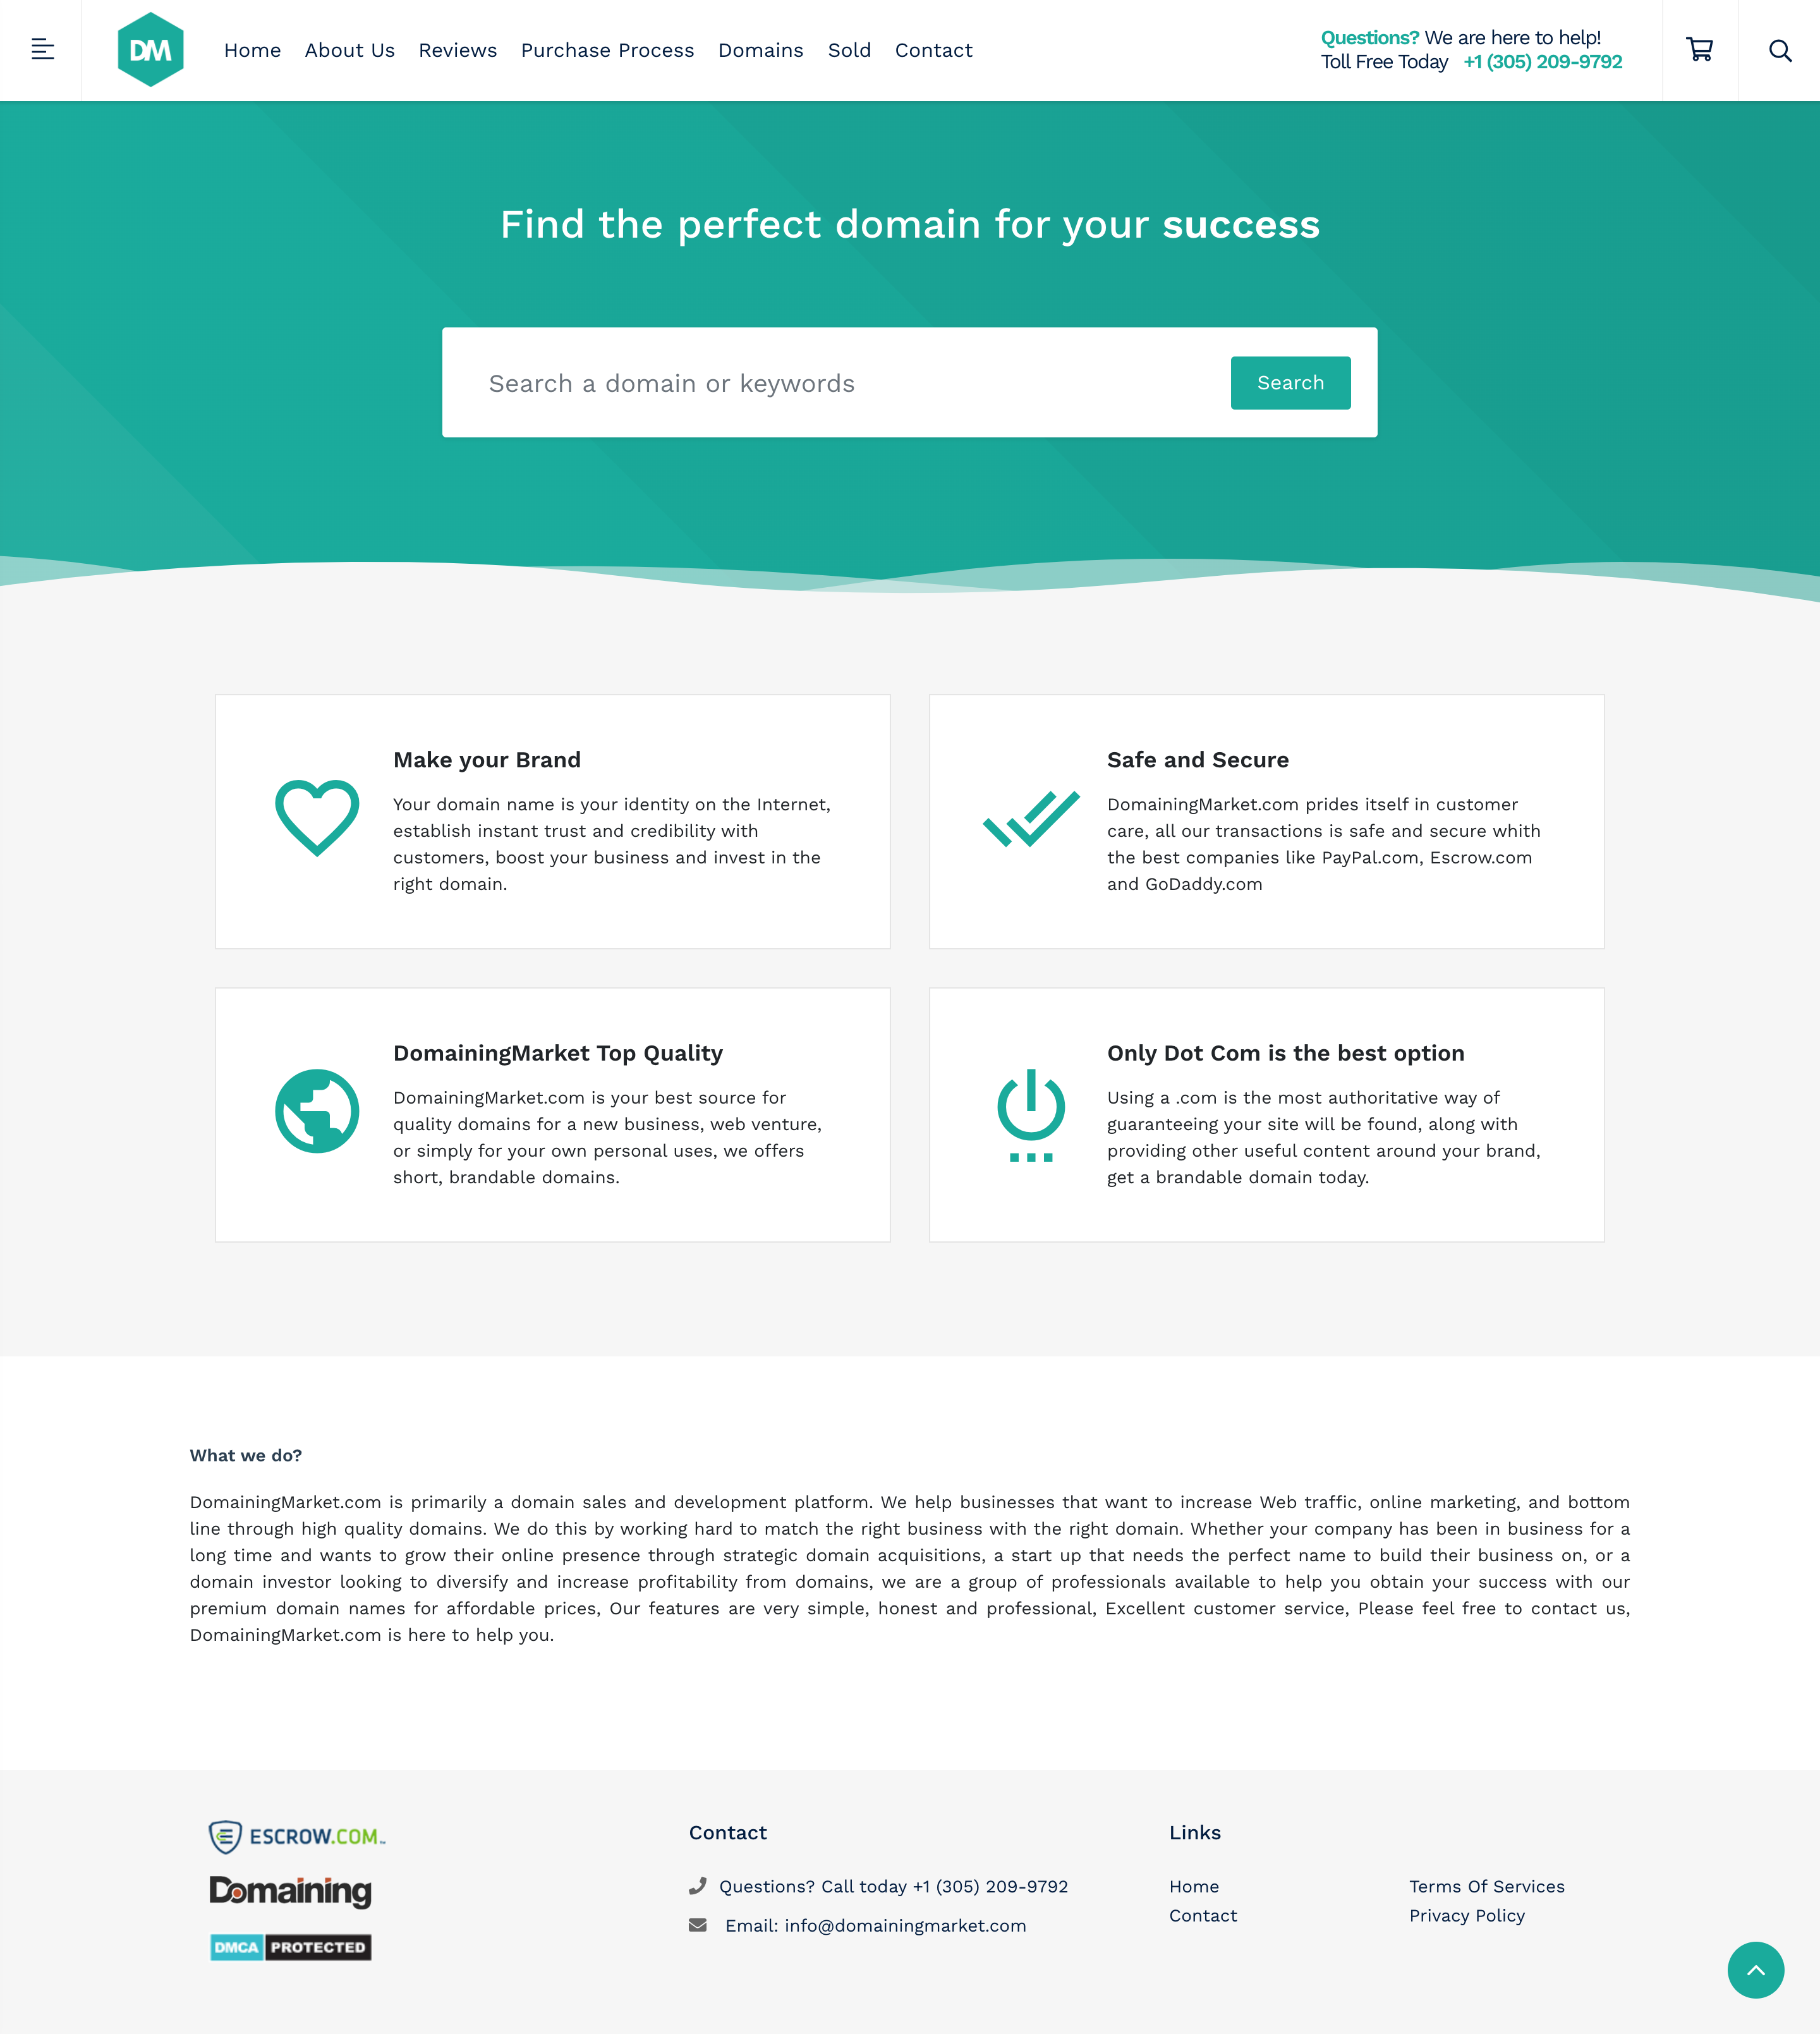 DM
Home About Us Reviews Purchase Process Domains Sold Contact
Questions? We are here to help!
Toll Free Today +1 (305) 209-9792
Find the perfect domain for your success
Search a domain or keywords
Search
Make your Brand
Your domain name is your identity on the Internet,
establish instant trust and credibility with
customers, boost your business and invest in the
right domain.
Safe and Secure
DomainingMarket.com prides itself in customer
care, all our transactions is safe and secure whith
the best companies like PayPal.com, Escrow.com
and GoDaddy.com
DomainingMarket Top Quality
DomainingMarket.com is your best source for
quality domains for a new business, web venture,
or simply for your own personal uses, we offers
short, brandable domains.
Only Dot Com is the best option
Using a .com is the most authoritative way of
guaranteeing your site will be found, along with
providing other useful content around your brand,
get a brandable domain today.
What we do?
DomainingMarket.com is primarily a domain sales and development platform. We help businesses that want to increase Web traffic, online marketing, and bottom
line through high quality domains. We do this by working hard to match the right business with the right domain. Whether your company has been in business for a
long time and wants to grow their online presence through strategic domain acquisitions, a start up that needs the perfect name to build their business on, or a
domain investor looking to diversify and increase profitability from domains, we are a group of professionals available to help you obtain your success with our
premium domain names for affordable prices, Our features are very simple, honest and professional, Excellent customer service, Please feel free to contact us,
DomainingMarket.com is here to help you.
ESCROW.COM™
Domaining
DMCA PROTECTED
Contact
Questions? Call today +1 (305) 209-9792
Email: info@domainingmarket.com
Links
Home
Contact
Terms Of Services
Privacy Policy